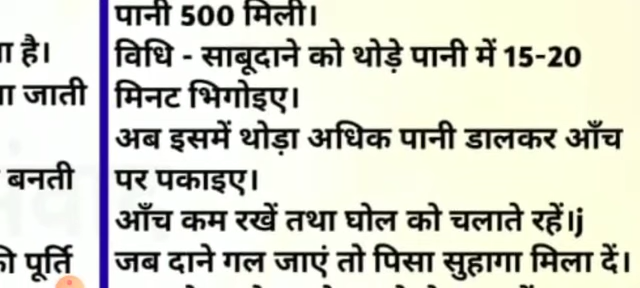 ा है।
ा जाती
बनती
की पूर्ति
पानी 500 मिली।
विधि - साबूदाने को थोड़े पानी में 15-20
मिनट भिगोइए।
अब इसमें थोड़ा अधिक पानी डालकर आँच
पर पकाइए।
आँच कम रखें तथा घोल को चलाते रहें।j
जब दाने गल जाएं तो पिसा सुहागा मिला दें।